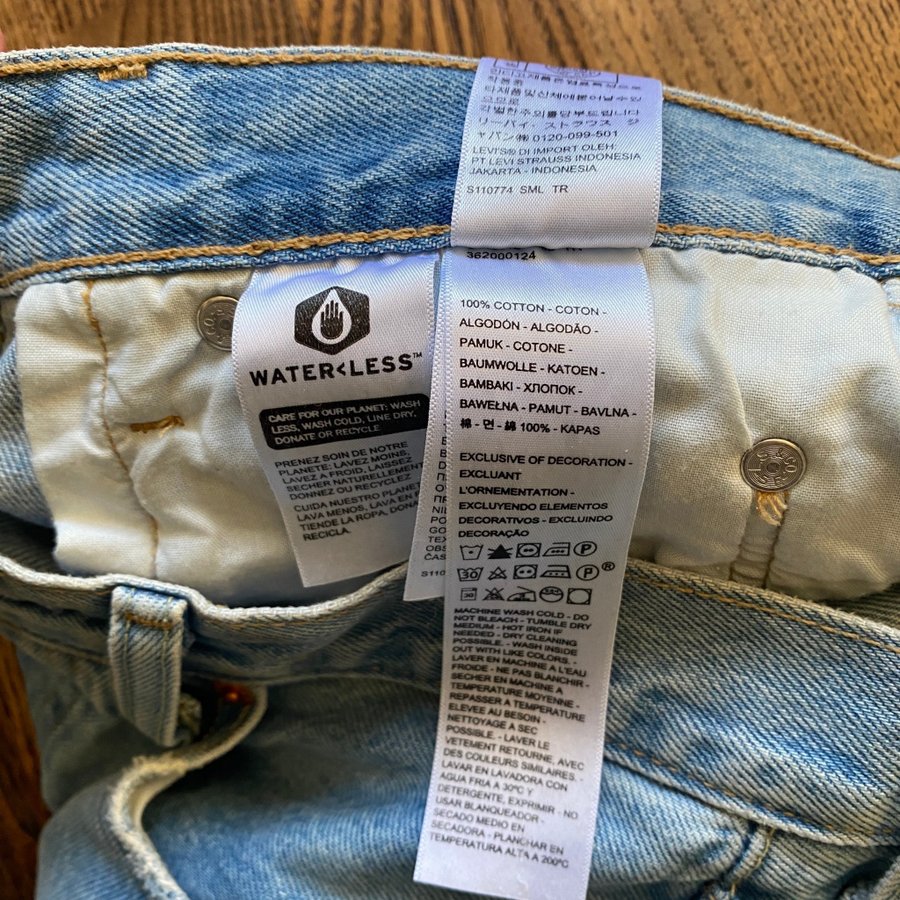 리바이 ストラウス ジ
ャパン㈱ 0120-099-501
LEVI'S® DI IMPORT OLEH:
PT LEVI STRAUSS INDONESIA
JAKARTA - INDONESIA
S110774 SML TR
WATER<LESS™
CARE FOR OUR PLANET: WASH
LESS, WASH COLD, LINE DRY,
DONATE OR RECYCLE
PRENEZ SOIN DE NOTRE
PLANETE: LAVEZ MOINS,
LAVEZ A FROID, LAISSEZ
SECHER NATURELLEMENT
DONNEZ OU RECYCLEZ
CUIDA NUESTRO PLANET
LAVA MENOS, LAVA EN F
TIENDE LA ROPA, DONA
RECICLA.
S110
362000124
100% COTTON - COTON -
ALGODÓN - ALGODÃO -
PAMUK - COTONE -
BAUMWOLLE - KATOEN -
BAMBAKI - ХЛОПОК -
BAWEŁNA - PAMUT - BAVLNA -
棉 - 면 - 綿 100% - KAPAS
EXCLUSIVE OF DECORATION -
EXCLUANT
L'ORNEMENTATION -
EXCLUYENDO ELEMENTOS
DECORATIVOS - EXCLUINDO
DECORAÇÃO
MACHINE WASH COLD - DO
NOT BLEACH - TUMBLE DRY
MEDIUM - HOT IRON IF
NEEDED - DRY CLEANING
POSSIBLE. - WASH INSIDE
OUT WITH LIKE COLORS. -
LAVER EN MACHINE A L'EAU
FROIDE - NE PAS BLANCHIR -
SECHER EN MACHINE A
TEMPERATURE MOYENNE -
REPASSER A TEMPERATURE
ELEVEE AU BESOIN -
NETTOYAGE A SEC
POSSIBLE. - LAVER LE
VETEMENT RETOURNE, AVEC
DES COULEURS SIMILAIRES. -
LAVAR EN LAVADORA CON
AGUA FRIA A 30ºC Y
DETERGENTE, EXPRIMIR - NO
USAR BLANQUEADOR -
SECADO MEDIO EN
SECADORA - PLANCHAR EN
TEMPERATURA ALTA A 200ºC